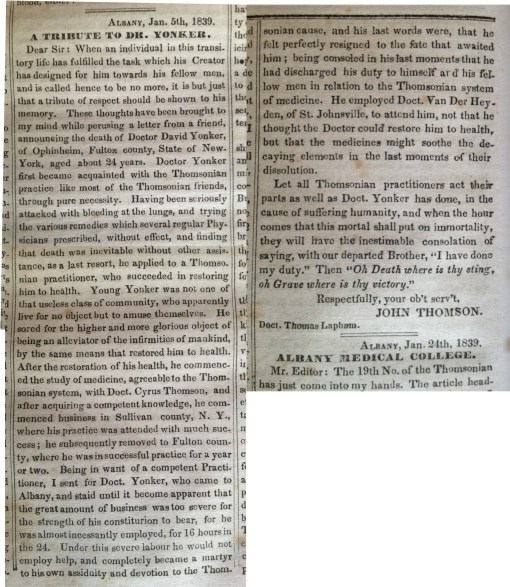 ALBANY, Jan. 5th, 1839.
A TRIBUTE TO DR. YONKER.
Dear Sir: When an individual in this transi-
tory life has fulfilled the task which his Creator
has designed for him towards his fellow men,
and is called hence to be no more, it is but just
that a tribute of respect should be shown to his
memory. These thoughts have been brought to
my mind while perusing a letter from a friend,
announcing the death of Doctor David Yonker,
of Ophinheim, Fulton county, State of New-
York, aged about 24 years. Doctor Yonker
first became acquainted with the Thomsonian
practice like most of the Thomsonian friends,
through pure necessity. Having been seriously
attacked with bleeding at the lungs, and trying
the various remedies which several regular Phy-
sicians prescribed, without effect, and finding
that death was inevitable without other assis-
tance, as a last resort, he applied to a Thomso-
nian practitioner, who succeeded in restoring
him to health. Young Yonker was not one of
that useless class of community, who apparently
live for no object but to amuse themselves. He
sored for the higher and more glorious object of
being an alleviator of the infirmities of mankind,
by the same means that restored him to health.
After the restoration of his health, he commenc-
ed the study of medicine, agreeable to the Thom-
sonian system, with Doct. Cyrus Thomson, and
after acquiring a competent knowledge, he com-
menced business in Sullivan county, N. Y.,
where his practice was attended with much suc-
cess; he subsequently removed to Fulton coun-
ty, where he was in successful practice for a year
or two. Being in want of a competent Practi-
tioner, I sent for Doct. Yonker, who came to
Albany, and staid until it become apparent that
the great amount of business was too severe for
the strength of his constitution to bear, for he
was almost incessantly employed, for 16 hours in
the 24. Under this severe labour he would not
employ help, and completely became a martyr
to his own assiduity and devotion to the Thom-
sonian cause, and his last words were, that he
felt perfectly resigned to the fate that awaited
him; being consoled in his last moments that he
had discharged his duty to himself and his fel-
low men in relation to the Thomsonian system
of medicine. He employed Doct. Van Der Hey-
den, of St. Johnsville, to attend him, not that he
thought the Doctor could restore him to health,
but that the medicines might soothe the de-
caying elements in the last moments of their
dissolution.
Let all Thomsonian practitioners act their
parts as well as Doct. Yonker has done, in the
cause of suffering humanity, and when the hour
comes that this mortal shall put on immortality,
they will have the inestimable consolation of
saying, with our departed Brother, "I have done
my duty." Then "Oh Death where is thy sting,
oh Grave where is thy victory."
Respectfully, your ob't serv't,
JOHN THOMSON.
Doct. Thomas Lapham.
ALBANY, Jan. 24th, 1839.
ALBANY MEDICAL COLLEGE.
Mr. Editor: The 19th No. of the Thomsonian
has just come into my hands. The article head-